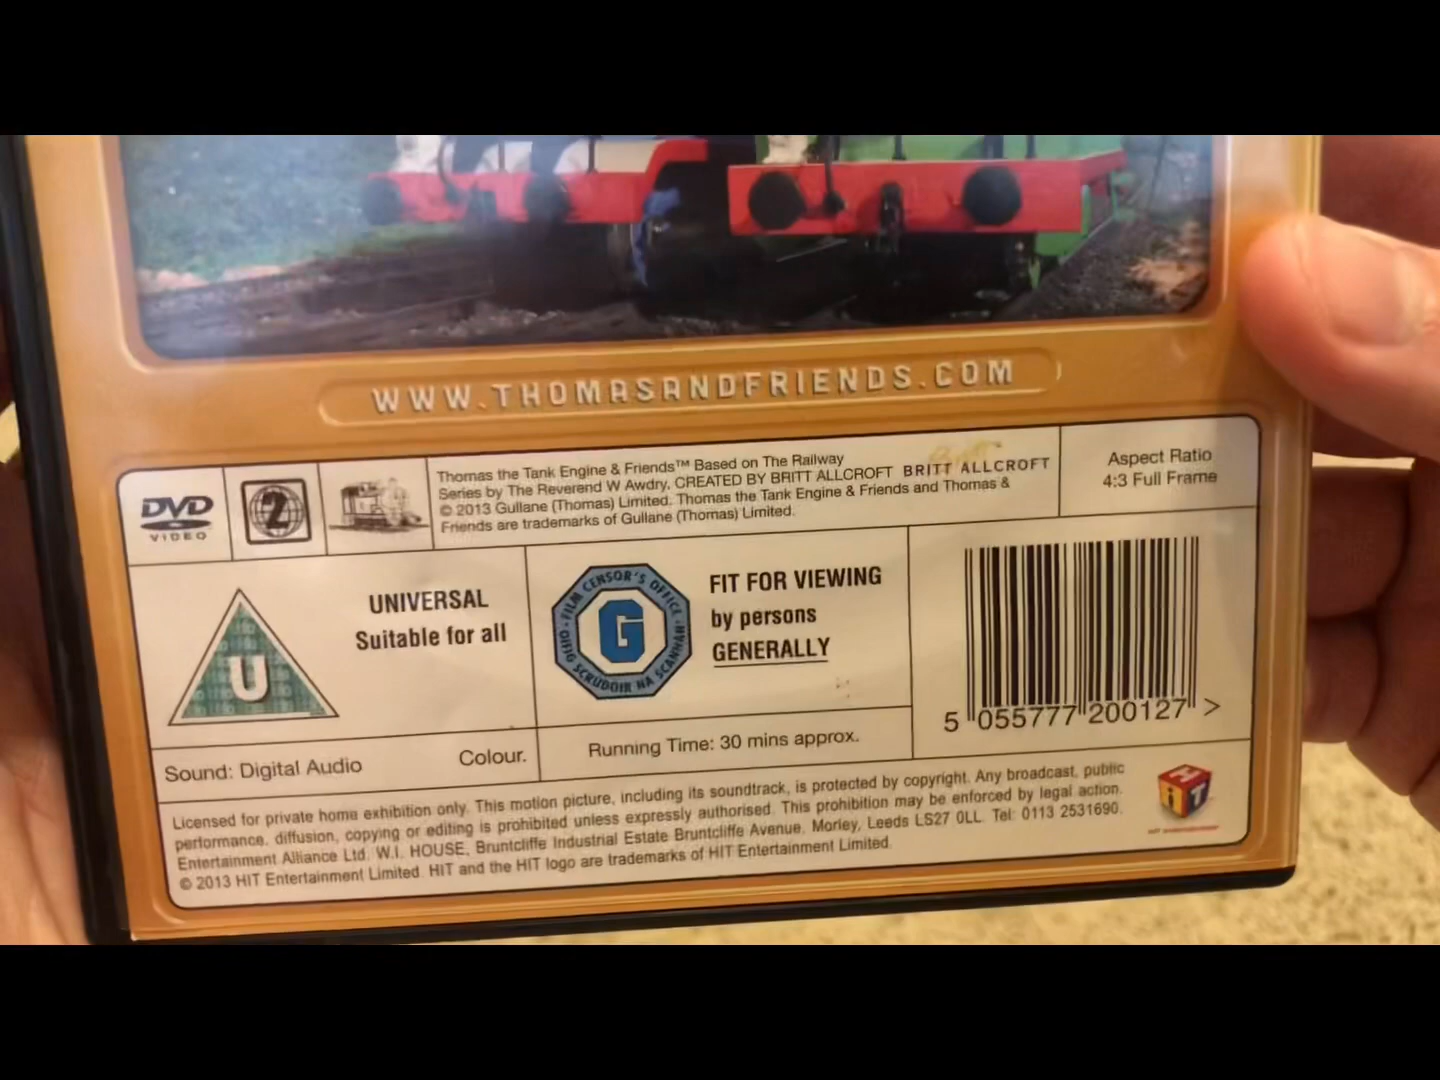 WWW.THOMASANDFRIENDS.COM
DVD
VIDEO
2
Thomas the Tank Engine & Friends™ Based on The Railway
Series by The Reverend W Awdry. CREATED BY BRITT ALLCROFT BRITT ALLCROFT
© 2013 Gullane (Thomas) Limited. Thomas the Tank Engine & Friends and Thomas &
Friends are trademarks of Gullane (Thomas) Limited.
Aspect Ratio
4:3 Full Frame
U
UNIVERSAL
Suitable for all
FILM CENSOR'S OFFICE
OIFIG SCRÚDÓIR NA SCANNÁN
G
FIT FOR VIEWING
by persons
GENERALLY
5 055777 200127 >
Sound: Digital Audio
Colour.
Running Time: 30 mins approx.
Licensed for private home exhibition only. This motion picture, including its soundtrack, is protected by copyright. Any broadcast, public
performance, diffusion, copying or editing is prohibited unless expressly authorised. This prohibition may be enforced by legal action.
Entertainment Alliance Ltd. W.I. HOUSE, Bruntcliffe Industrial Estate Bruntcliffe Avenue, Morley, Leeds LS27 0LL. Tel: 0113 2531690.
© 2013 HIT Entertainment Limited. HIT and the HIT logo are trademarks of HIT Entertainment Limited.
HiT